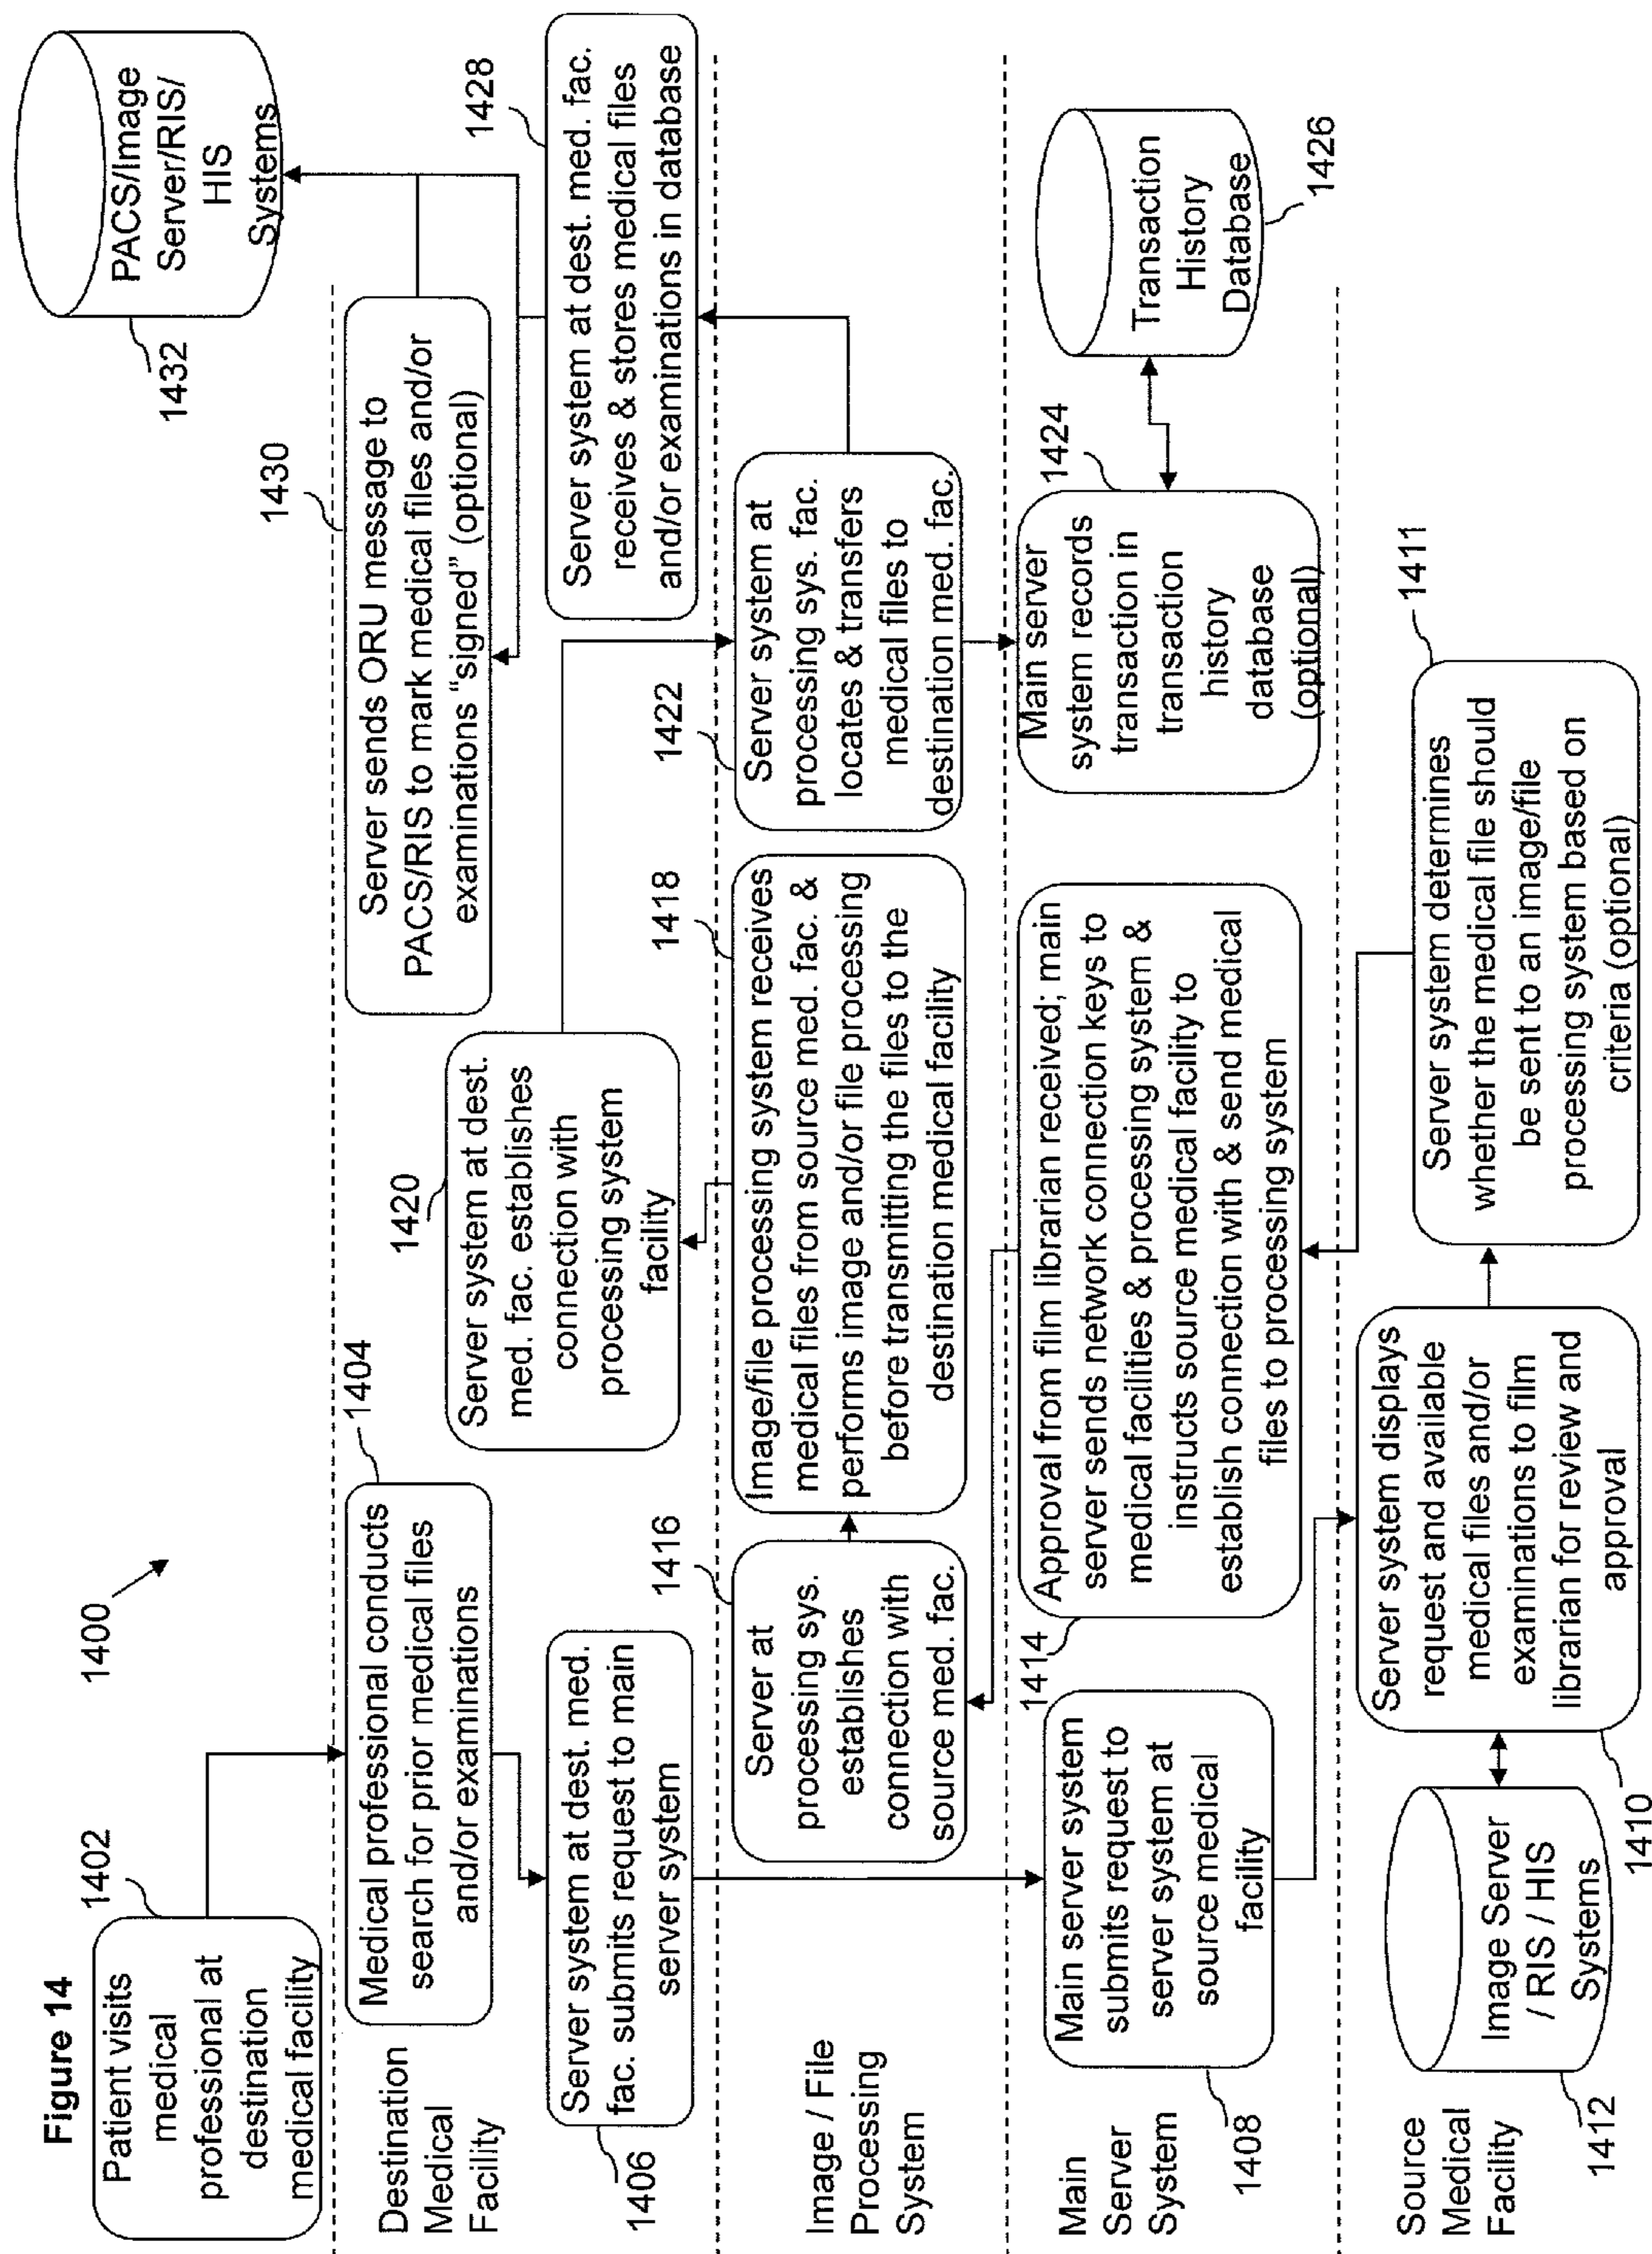 Figure 14
1400
Patient visits
medical
professional at
destination
medical facility
1402
PACS/Image
Server/RIS/
HIS
Systems
1432
Destination
Medical
Facility
Medical professional conducts
search for prior medical files
and/or examinations
1404
Server system at dest. med.
fac. submits request to main
server system
1406
Server system at dest.
med. fac. establishes
connection with
processing system
facility
1420
Server sends ORU message to
PACS/RIS to mark medical files and/or
examinations “signed” (optional)
1430
Server system at dest. med. fac.
receives & stores medical files
and/or examinations in database
1428
Image / File
Processing
System
Server at
processing sys.
establishes
connection with
source med. fac.
1416
Image/file processing system receives
medical files from source med. fac. &
performs image and/or file processing
before transmitting the files to the
destination medical facility
1418
Server system at
processing sys. fac.
locates & transfers
medical files to
destination med. fac.
1422
Main
Server
System
Main server system
submits request to
server system at
source medical
facility
1408
Approval from film librarian received; main
server sends network connection keys to
medical facilities & processing system &
instructs source medical facility to
establish connection with & send medical
files to processing system
1414
Main server
system records
transaction in
transaction
history
database
(optional)
1424
Transaction
History
Database
1426
Source
Medical
Facility
Image Server
/ RIS / HIS
Systems
1412
Server system displays
request and available
medical files and/or
examinations to film
librarian for review and
approval
1410
Server system determines
whether the medical file should
be sent to an image/file
processing system based on
criteria (optional)
1411